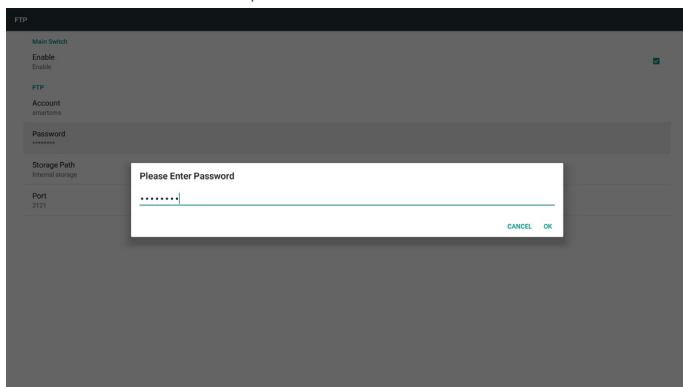 FTP
Main Switch
Enable
Enable
FTP
Account
smartoms
Password
********
Storage Path
Internal storage
Port
2121
Please Enter Password
••••••••
CANCEL OK